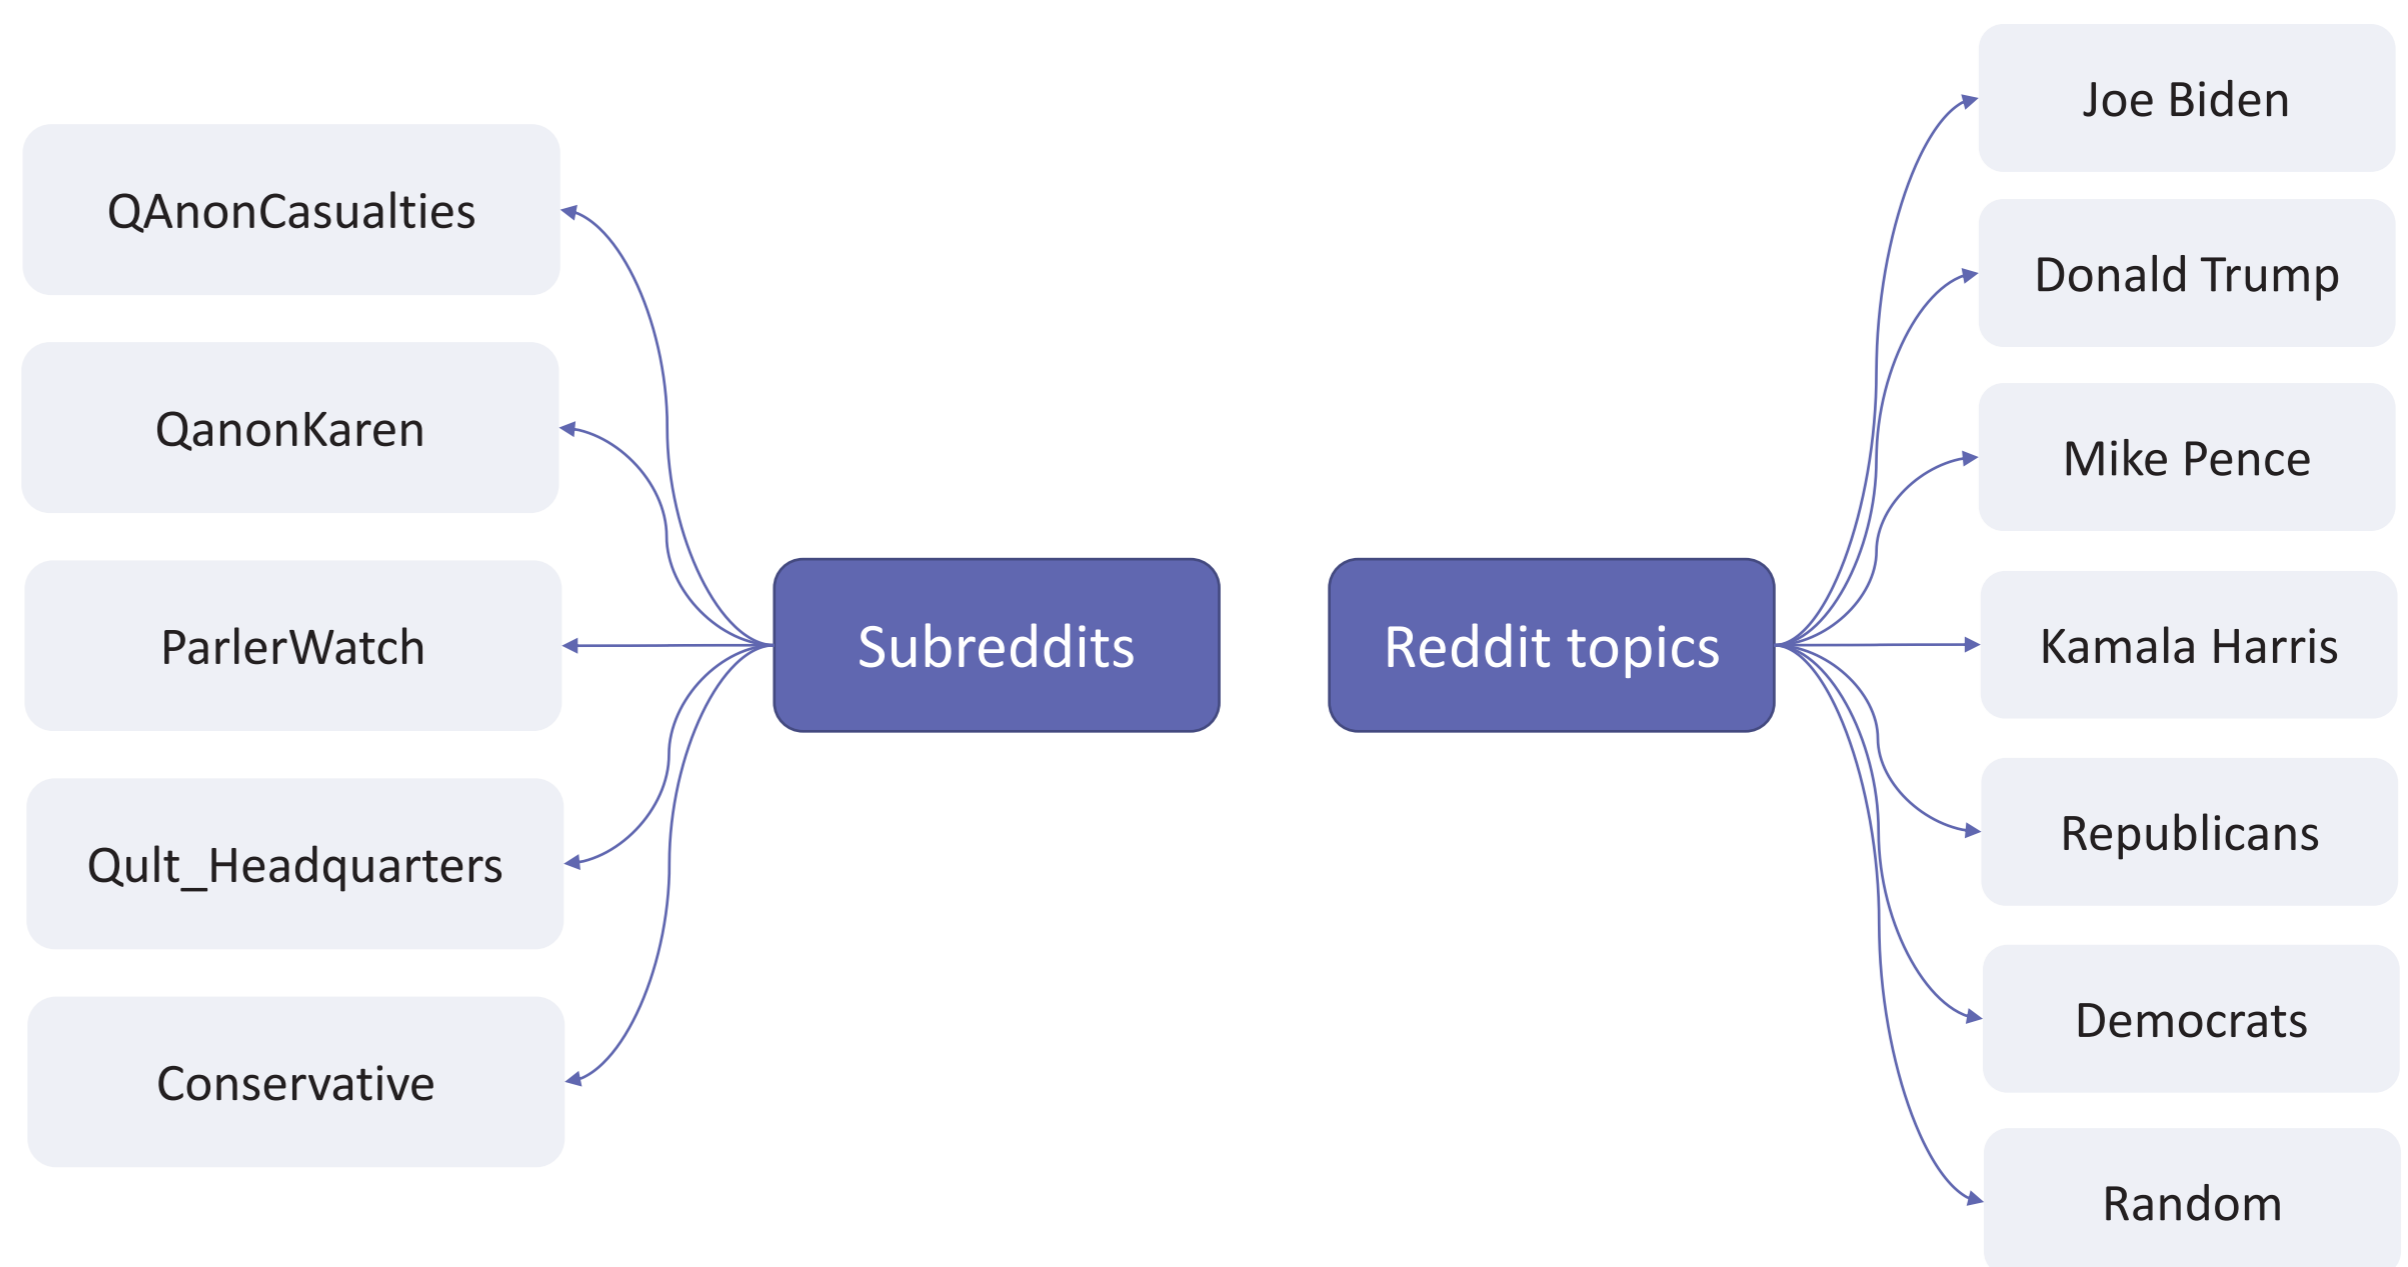 QAnonCasualties
QanonKaren
ParlerWatch
Qult_Headquarters
Conservative
Subreddits
Reddit topics
Joe Biden
Donald Trump
Mike Pence
Kamala Harris
Republicans
Democrats
Random